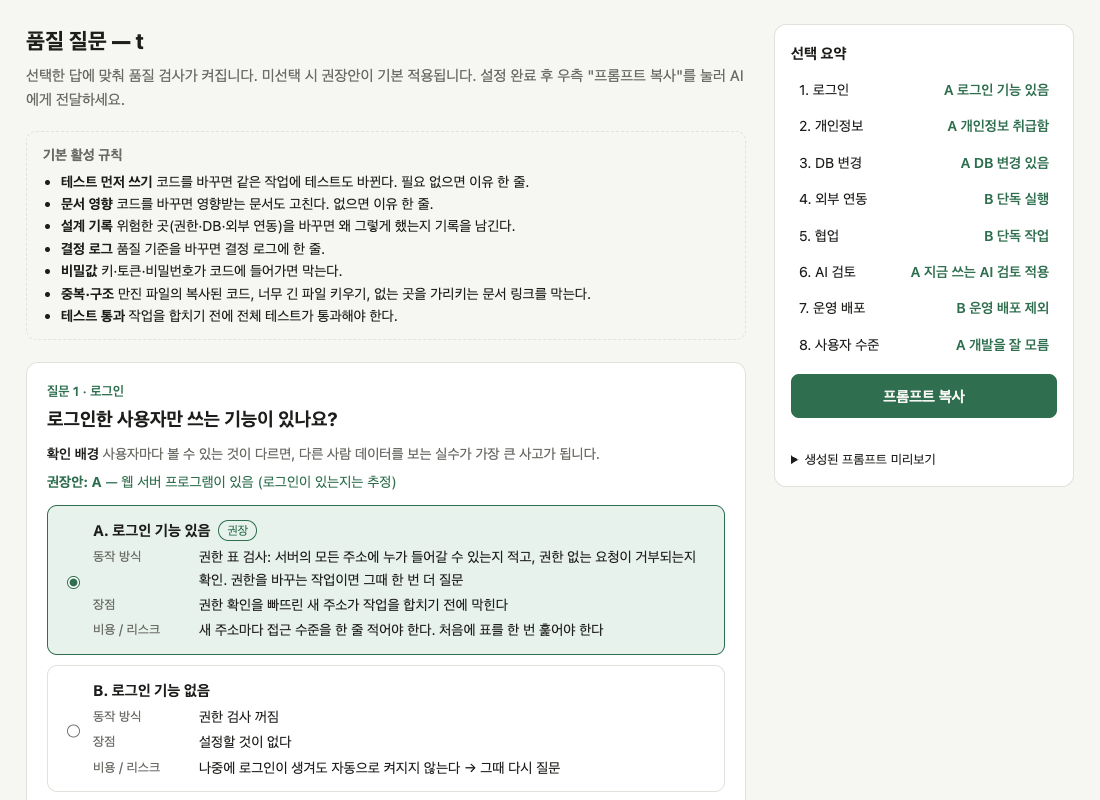 품질 질문 — t
선택한 답에 맞춰 품질 검사가 켜집니다. 미선택 시 권장안이 기본 적용됩니다. 설정 완료 후 우측 "프롬프트 복사"를 눌러 AI
에게 전달하세요.
기본 활성 규칙
• 테스트 먼저 쓰기 코드를 바꾸면 같은 작업에 테스트도 바뀐다. 필요 없으면 이유 한 줄.
• 문서 영향 코드를 바꾸면 영향받는 문서도 고친다. 없으면 이유 한 줄.
• 설계 기록 위험한 곳(권한·DB·외부 연동)을 바꾸면 왜 그렇게 했는지 기록을 남긴다.
• 결정 로그 품질 기준을 바꾸면 결정 로그에 한 줄.
• 비밀값 키·토큰·비밀번호가 코드에 들어가면 막는다.
• 중복·구조 만진 파일의 복사된 코드, 너무 긴 파일 키우기, 없는 곳을 가리키는 문서 링크를 막는다.
• 테스트 통과 작업을 합치기 전에 전체 테스트가 통과해야 한다.
질문 1 · 로그인
로그인한 사용자만 쓰는 기능이 있나요?
확인 배경 사용자마다 볼 수 있는 것이 다르면, 다른 사람 데이터를 보는 실수가 가장 큰 사고가 됩니다.
권장안: A — 웹 서버 프로그램이 있음 (로그인이 있는지는 추정)
A. 로그인 기능 있음 권장
동작 방식 권한 표 검사: 서버의 모든 주소에 누가 들어갈 수 있는지 적고, 권한 없는 요청이 거부되는지
확인. 권한을 바꾸는 작업이면 그때 한 번 더 질문
장점 권한 확인을 빠뜨린 새 주소가 작업을 합치기 전에 막힌다
비용 / 리스크 새 주소마다 접근 수준을 한 줄 적어야 한다. 처음에 표를 한 번 훑어야 한다
B. 로그인 기능 없음
동작 방식 권한 검사 꺼짐
장점 설정할 것이 없다
비용 / 리스크 나중에 로그인이 생겨도 자동으로 켜지지 않는다 → 그때 다시 질문
선택 요약
1. 로그인 A 로그인 기능 있음
2. 개인정보 A 개인정보 취급함
3. DB 변경 A DB 변경 있음
4. 외부 연동 B 단독 실행
5. 협업 B 단독 작업
6. AI 검토 A 지금 쓰는 AI 검토 적용
7. 운영 배포 B 운영 배포 제외
8. 사용자 수준 A 개발을 잘 모름
프롬프트 복사
▶ 생성된 프롬프트 미리보기